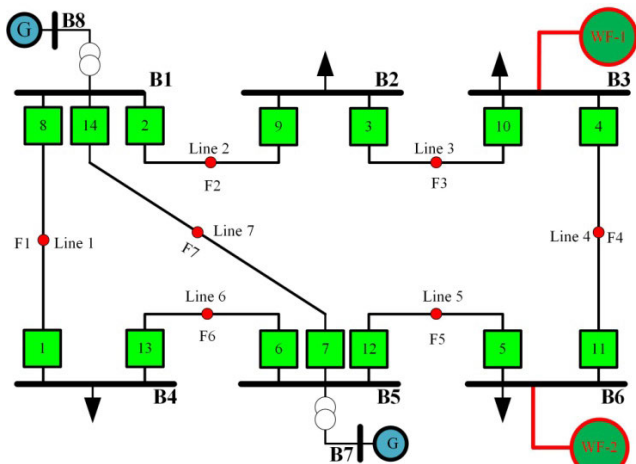 G
B8
WF-1
B1
B2
B3
8
14
2
9
3
10
4
Line 2
F2
Line 3
F3
F1
Line 1
Line 7
F7
Line 4
F4
Line 6
F6
Line 5
F5
1
13
6
7
12
5
11
B4
B5
B6
B7
G
WF-2